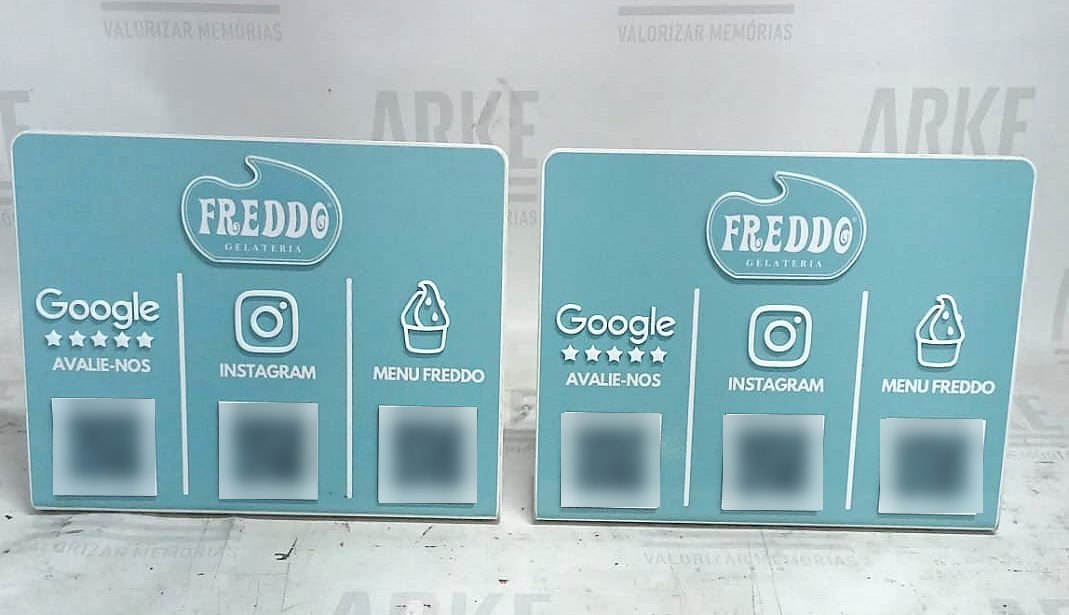 VALORIZAR MEMÓRIAS
VALORIZAR MEMÓRIAS
ARKE
ARKE
FREDDO
GELATERIA
Google
AVALIE-NOS
INSTAGRAM
MENU FREDDO
FREDDO
GELATERIA
Google
AVALIE-NOS
INSTAGRAM
MENU FREDDO
VALORIZAR MEMÓRIAS
VALORIZAR MEMÓRIAS
ARKE
ARKE